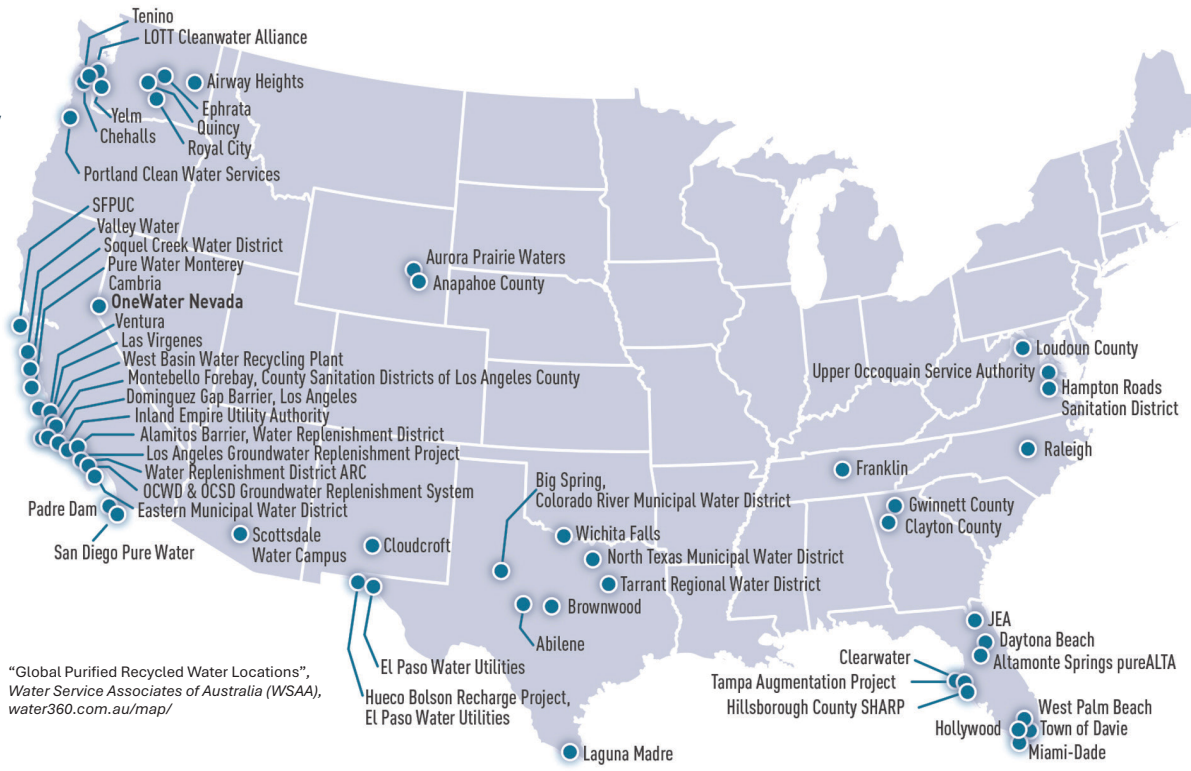 Tenino
LOTT Cleanwater Alliance
Airway Heights
Ephrata
Yelm
Quincy
Chehalls
Royal City
Portland Clean Water Services
SFPUC
Valley Water
Soquel Creek Water District
Pure Water Monterey
Cambria
OneWater Nevada
Ventura
Las Virgenes
West Basin Water Recycling Plant
Montebello Forebay, County Sanitation Districts of Los Angeles County
Dominguez Gap Barrier, Los Angeles
Inland Empire Utility Authority
Alamitos Barrier, Water Replenishment District
Los Angeles Groundwater Replenishment Project
Water Replenishment District ARC
OCWD & OCSD Groundwater Replenishment System
Eastern Municipal Water District
Padre Dam
San Diego Pure Water
Aurora Prairie Waters
Anapahoe County
Scottsdale
Water Campus
Cloudcroft
Big Spring,
Colorado River Municipal Water District
Wichita Falls
North Texas Municipal Water District
Tarrant Regional Water District
Brownwood
Abilene
El Paso Water Utilities
Hueco Bolson Recharge Project,
El Paso Water Utilities
Laguna Madre
Loudoun County
Upper Occoquain Service Authority
Hampton Roads
Sanitation District
Raleigh
Franklin
Gwinnett County
Clayton County
JEA
Daytona Beach
Altamonte Springs pureALTA
Clearwater
Tampa Augmentation Project
Hillsborough County SHARP
West Palm Beach
Hollywood
Town of Davie
Miami-Dade
“Global Purified Recycled Water Locations”,
Water Service Associates of Australia (WSAA),
water360.com.au/map/